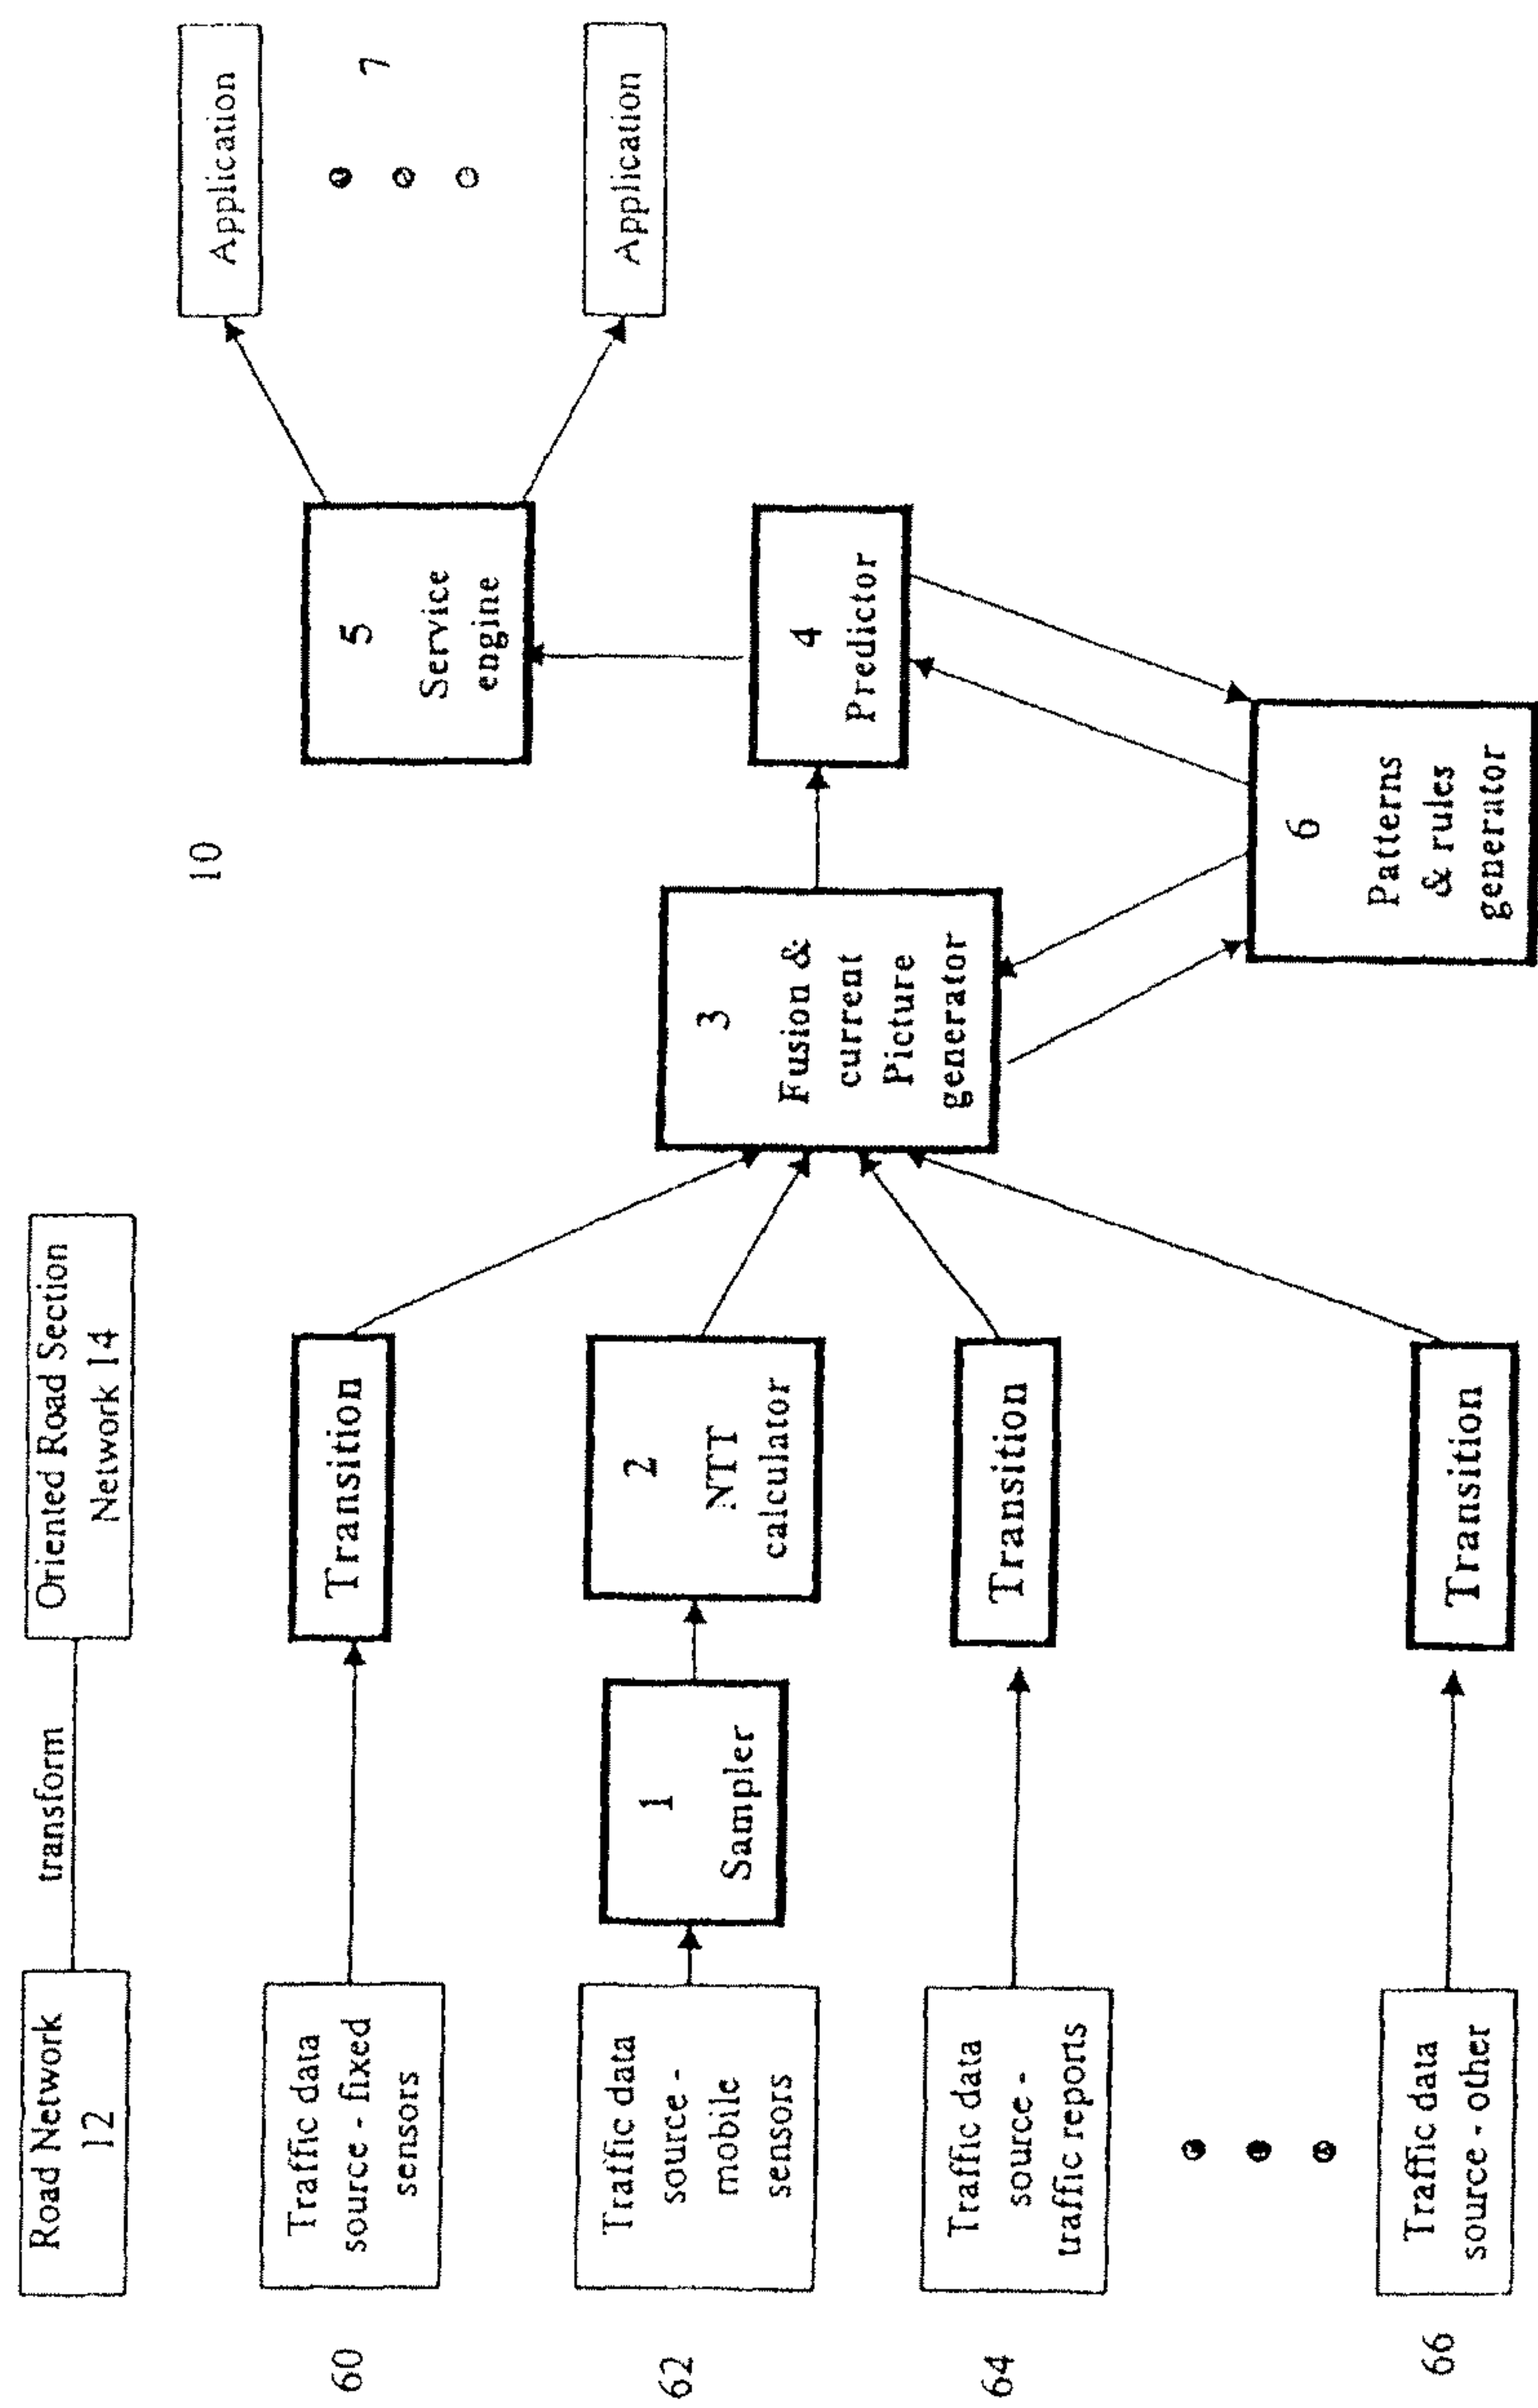 Road Network
12
transform
Oriented Road Section
Network 14
10
60
Traffic data
source - fixed
sensors
Transition
62
Traffic data
source -
mobile
sensors
1
Sampler
2
NTT
calculator
64
Traffic data
source -
traffic reports
Transition
66
Traffic data
source - other
Transition
3
Fusion &
current
Picture
generator
4
Predictor
5
Service
engine
6
Patterns
& rules
generator
Application
7
Application